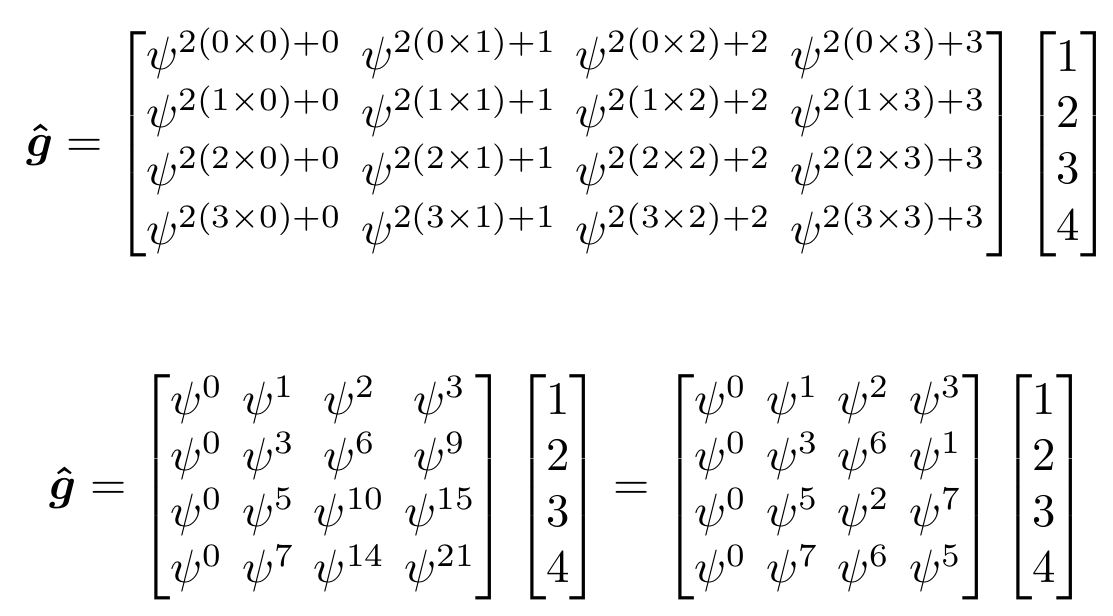 ĝ = [ψ^{2(0×0)+0} ψ^{2(0×1)+1} ψ^{2(0×2)+2} ψ^{2(0×3)+3}] [1]
[ψ^{2(1×0)+0} ψ^{2(1×1)+1} ψ^{2(1×2)+2} ψ^{2(1×3)+3}] [2]
[ψ^{2(2×0)+0} ψ^{2(2×1)+1} ψ^{2(2×2)+2} ψ^{2(2×3)+3}] [3]
[ψ^{2(3×0)+0} ψ^{2(3×1)+1} ψ^{2(3×2)+2} ψ^{2(3×3)+3}] [4]
ĝ = [ψ^0 ψ^1 ψ^2 ψ^3] [1] = [ψ^0 ψ^1 ψ^2 ψ^3] [1]
[ψ^0 ψ^3 ψ^6 ψ^9] [2] [ψ^0 ψ^3 ψ^6 ψ^1] [2]
[ψ^0 ψ^5 ψ^{10} ψ^{15}] [3] [ψ^0 ψ^5 ψ^2 ψ^7] [3]
[ψ^0 ψ^7 ψ^{14} ψ^{21}] [4] [ψ^0 ψ^7 ψ^6 ψ^5] [4]